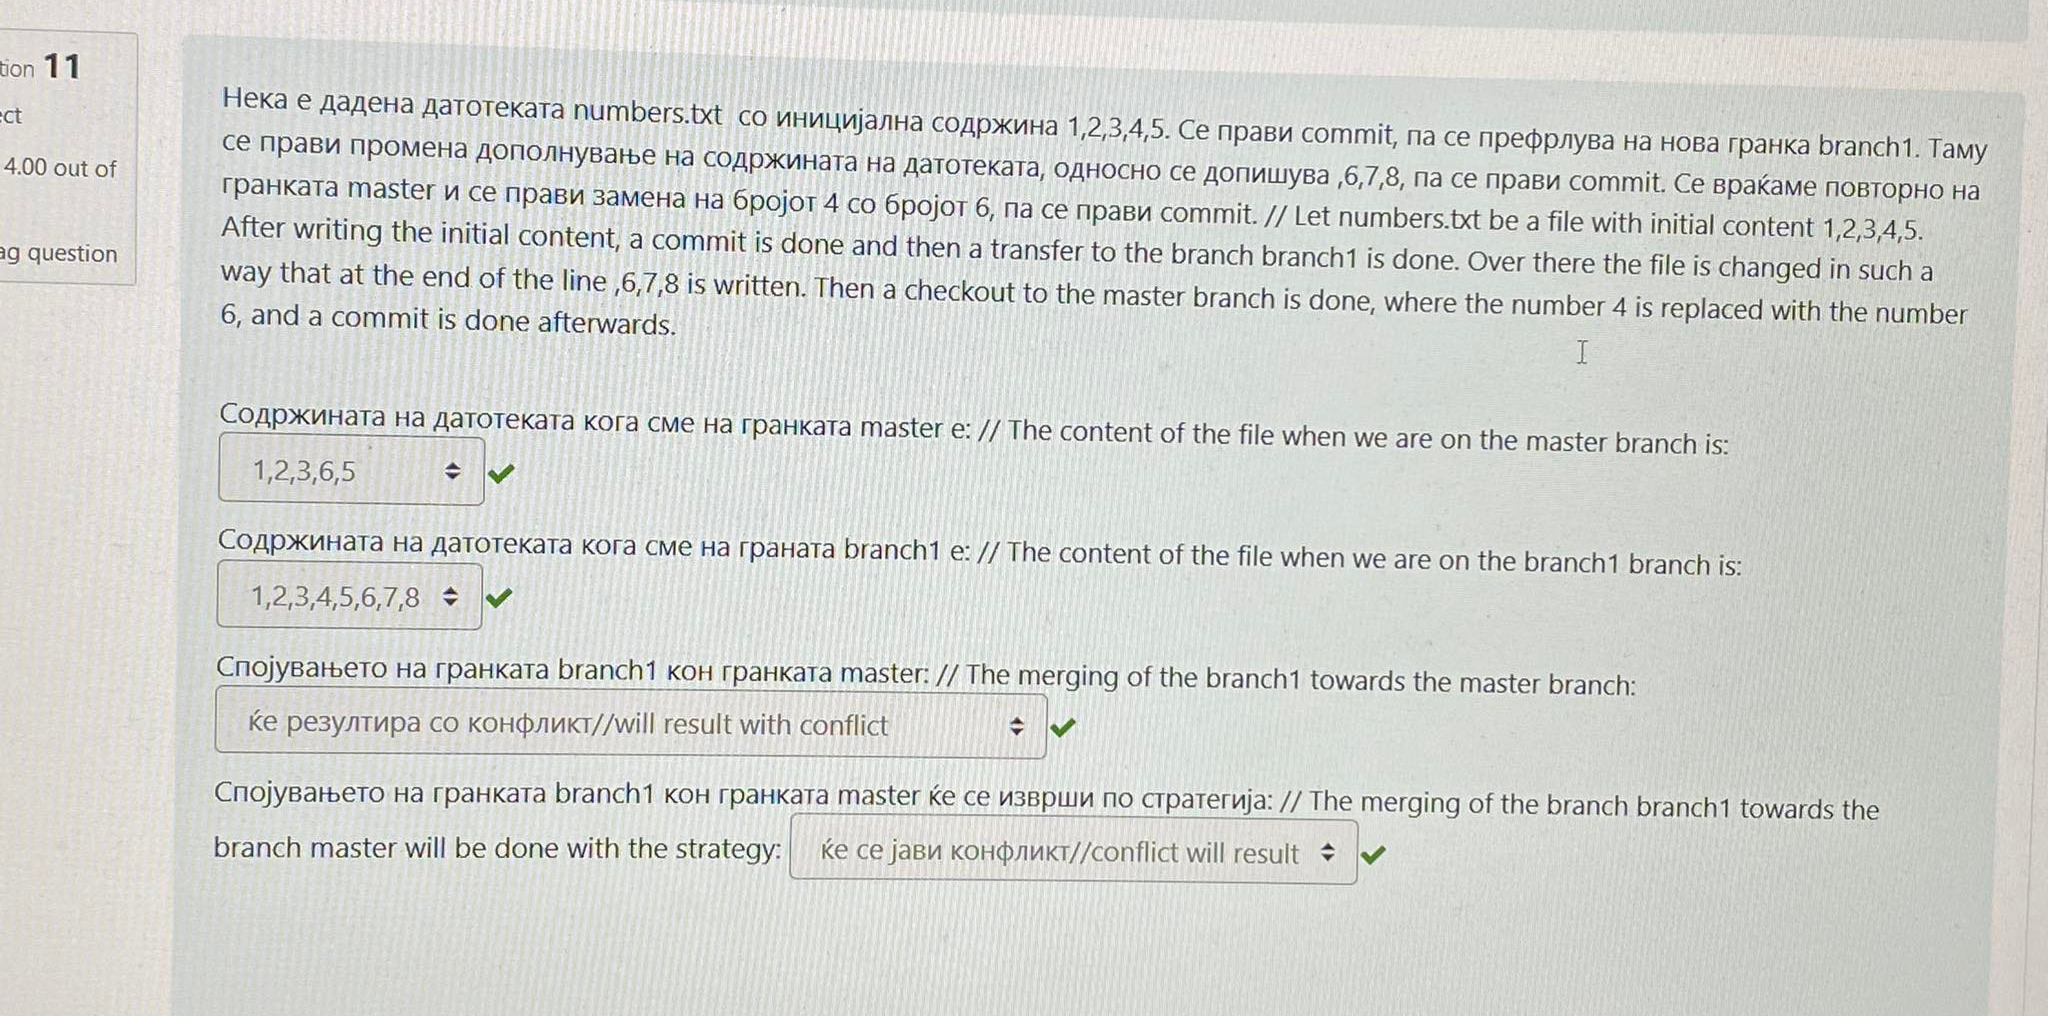 tion 11
ect
4.00 out of
ag question
Нека е дадена датотеката numbers.txt со иницијална содржина 1,2,3,4,5. Се прави commit, па се префрлува на нова гранка branch1. Таму
се прави промена дополнување на содржината на датотеката, односно се допишува ,6,7,8, па се прави commit. Се враќаме повторно на
гранката master и се прави замена на бројот 4 со бројот 6, па се прави commit. // Let numbers.txt be a file with initial content 1,2,3,4,5.
After writing the initial content, a commit is done and then a transfer to the branch branch1 is done. Over there the file is changed in such a
way that at the end of the line ,6,7,8 is written. Then a checkout to the master branch is done, where the number 4 is replaced with the number
6, and a commit is done afterwards.
Содржината на датотеката кога сме на гранката master е: // The content of the file when we are on the master branch is:
1,2,3,6,5
Содржината на датотеката кога сме на граната branch1 е: // The content of the file when we are on the branch1 branch is:
1,2,3,4,5,6,7,8
Спојувањето на гранката branch1 кон гранката master: // The merging of the branch1 towards the master branch:
ќе резултира со конфликт//will result with conflict
Спојувањето на гранката branch1 кон гранката master ќе се изврши по стратегија: // The merging of the branch branch1 towards the
branch master will be done with the strategy: ќе се јави конфликт//conflict will result